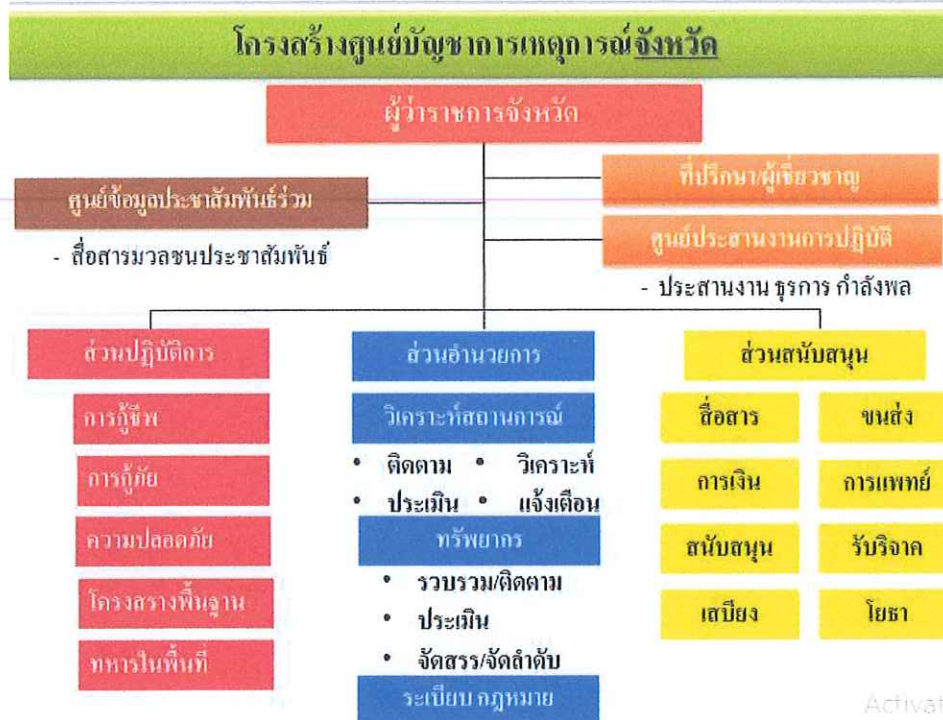 โครงสร้างศูนย์บัญชาการเหตุการณ์จังหวัด
ผู้ว่าราชการจังหวัด
ที่ปรึกษา/ผู้เชี่ยวชาญ
ศูนย์ข้อมูลประชาสัมพันธ์ร่วม
ศูนย์ประสานงานการปฏิบัติ
- สื่อสารมวลชนประชาสัมพันธ์
- ประสานงาน ธุรการ กำลังพล
ส่วนปฏิบัติการ
การกู้ชีพ
การกู้ภัย
ความปลอดภัย
โครงสรางพื้นฐาน
ทหารในพื้นที่
ส่วนอำนวยการ
วิเคราะห์สถานการณ์
• ติดตาม • วิเคราะห์
• ประเมิน • แจ้งเตือน
ทรัพยากร
• รวบรวม/ติดตาม
• ประเมิน
• จัดสรร/จัดลำดับ
ระเบียบ กฎหมาย
ส่วนสนับสนุน
สื่อสาร ขนส่ง
การเงิน การแพทย์
สนับสนุน รับบริจาค
เสบียง โยธา
Activat